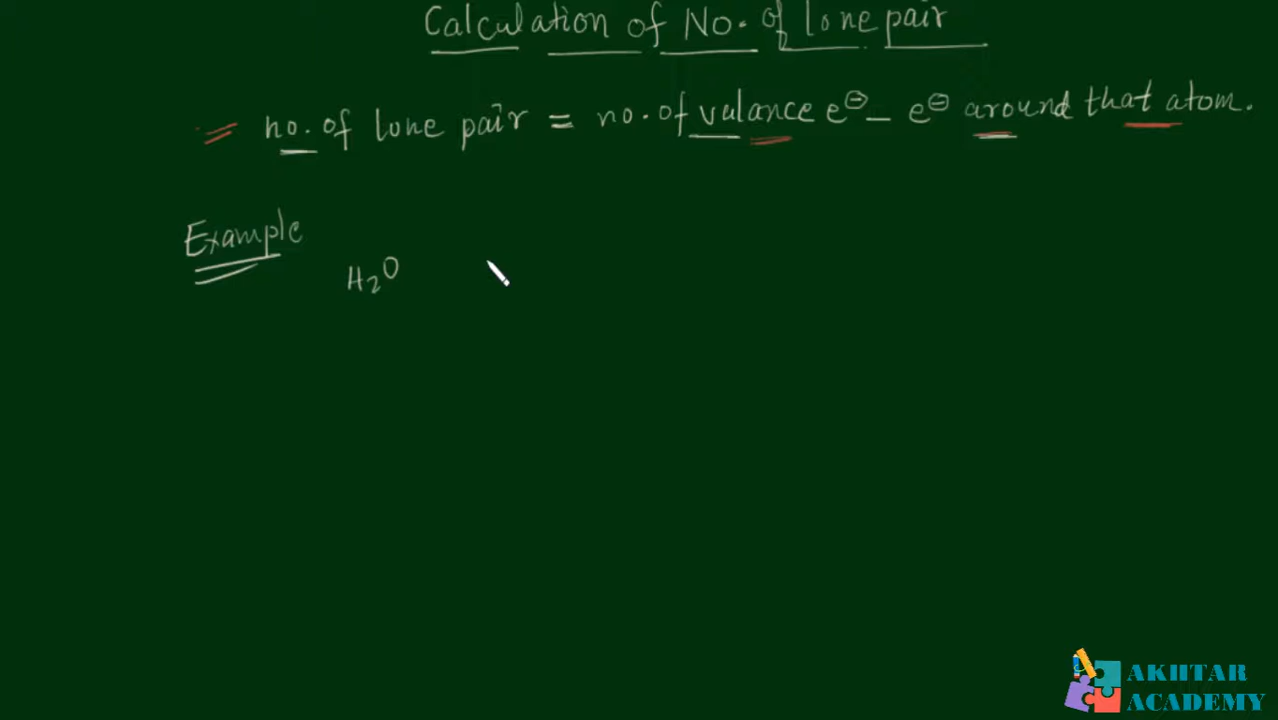 Calculation of No. of lone pair
no. of lone pair = no. of valance e⊖ – e⊖ around that atom.
Example
H₂O
AKHTAR
ACADEMY